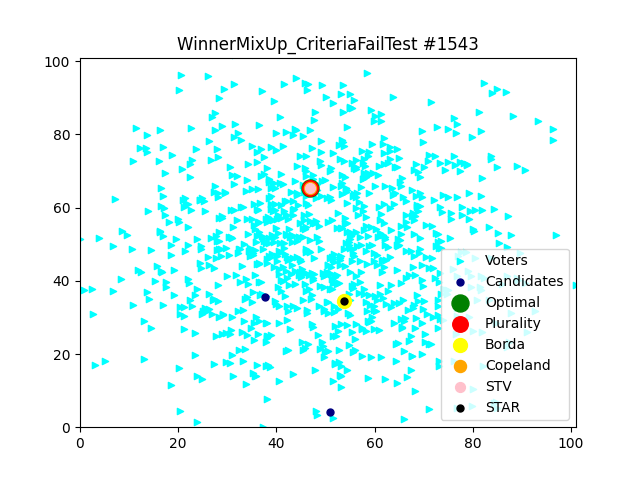 WinnerMixUp_CriteriaFailTest #1543
100
80
60
40
20
0
0 20 40 60 80 100
Voters
Candidates
Optimal
Plurality
Borda
Copeland
STV
STAR